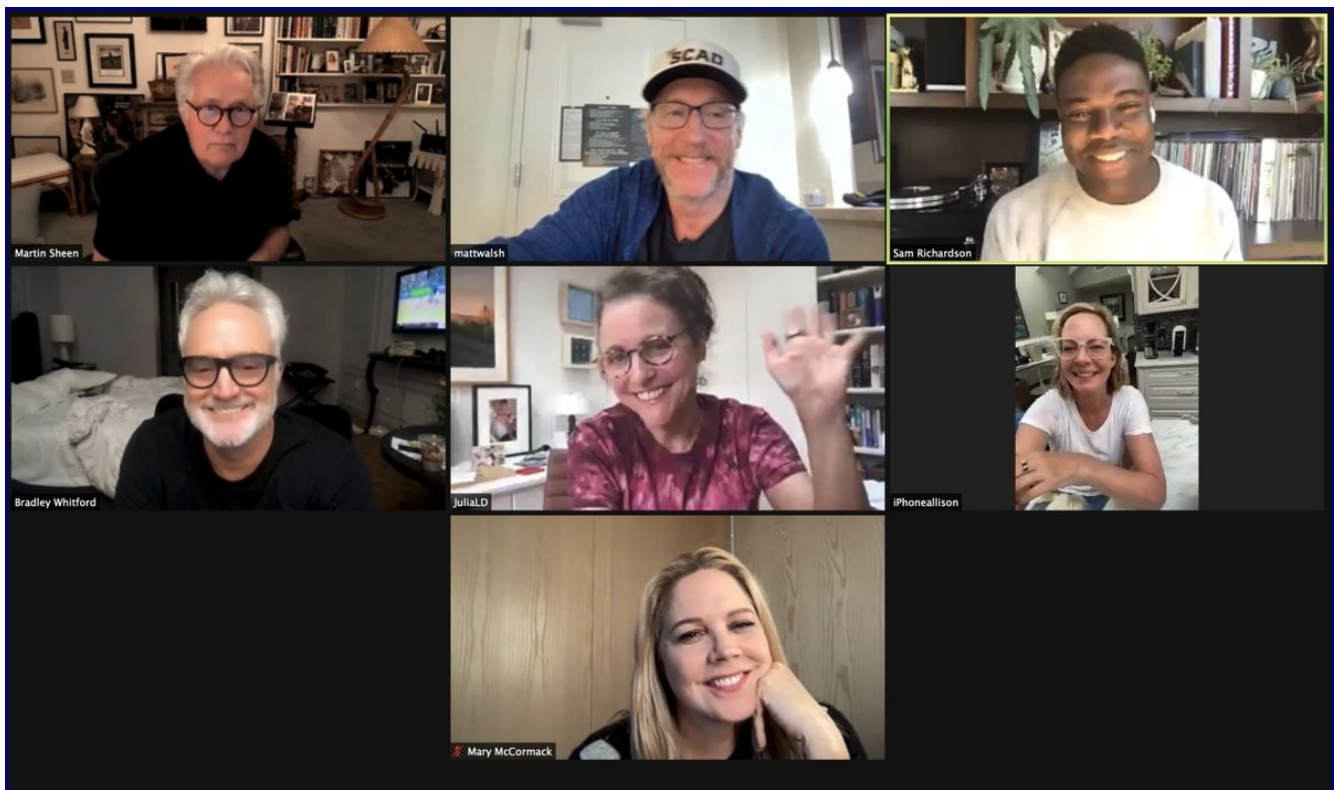 SCAD
Martin Sheen
mattwalsh
Sam Richardson
Bradley Whitford
JuliaLD
iPhoneallison
Mary McCormack